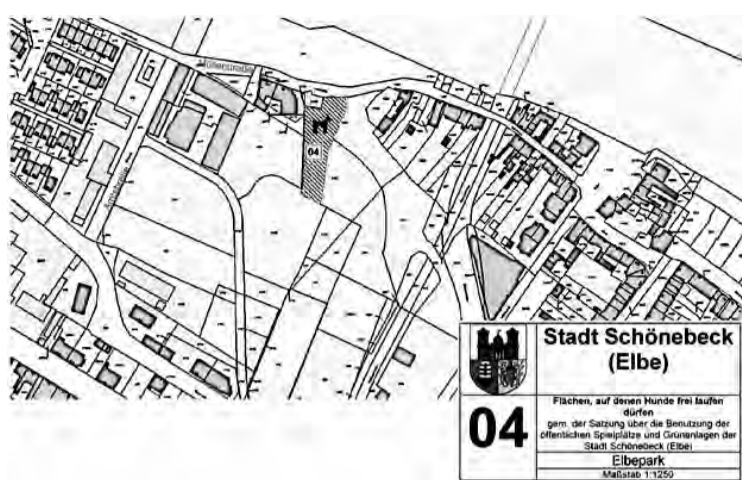 Müllerstraße
04
Stadt Schönebeck
(Elbe)
04
Flächen, auf denen Hunde frei laufen
dürfen
gem. der Satzung über die Benutzung der
öffentlichen Spielplätze und Grünanlagen der
Stadt Schönebeck (Elbe)
Elbepark
Maßstab 1:1250